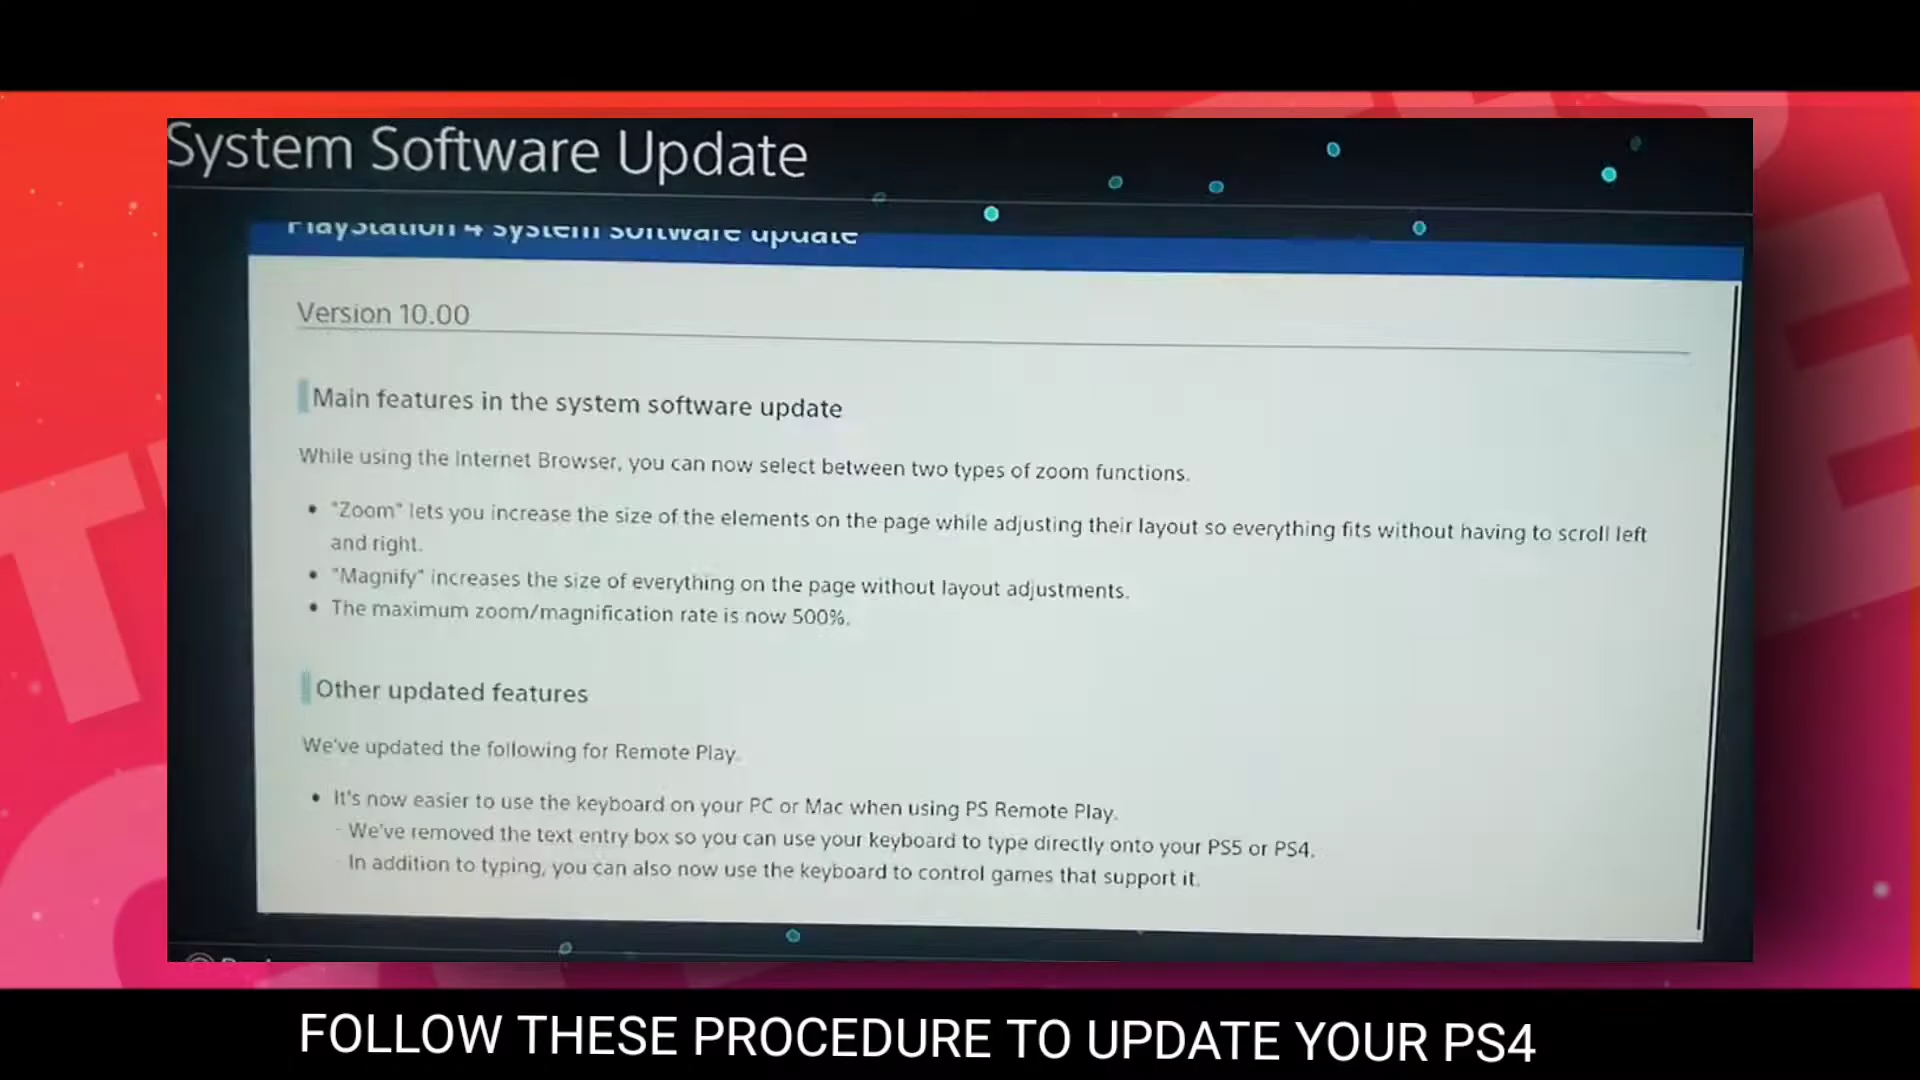 System Software Update
PlayStation 4 system software update
Version 10.00
Main features in the system software update
While using the Internet Browser, you can now select between two types of zoom functions.
• "Zoom" lets you increase the size of the elements on the page while adjusting their layout so everything fits without having to scroll left
and right.
• "Magnify" increases the size of everything on the page without layout adjustments.
• The maximum zoom/magnification rate is now 500%.
Other updated features
We've updated the following for Remote Play.
• It's now easier to use the keyboard on your PC or Mac when using PS Remote Play.
- We've removed the text entry box so you can use your keyboard to type directly onto your PS5 or PS4.
- In addition to typing, you can also now use the keyboard to control games that support it.
FOLLOW THESE PROCEDURE TO UPDATE YOUR PS4